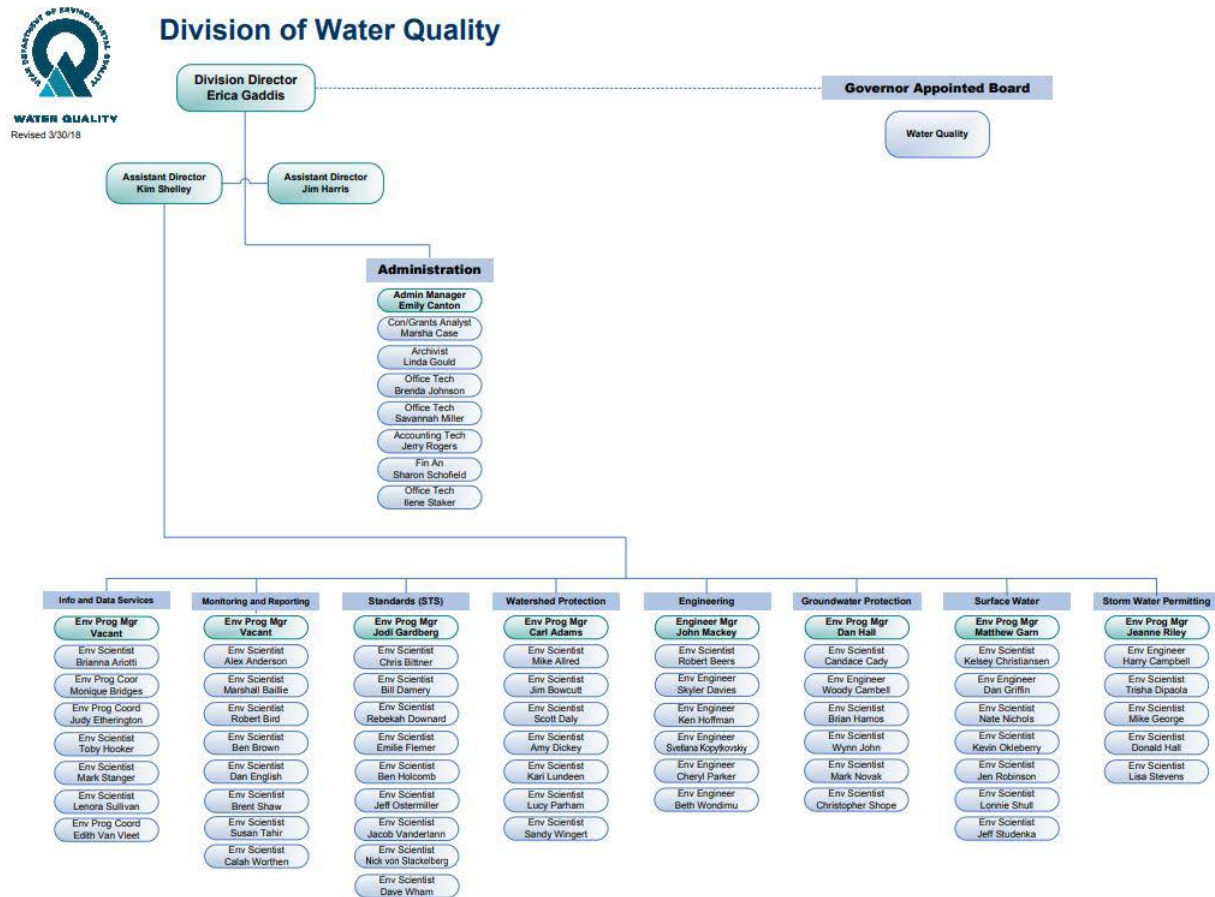 UTAH DEPARTMENT OF ENVIRONMENTAL QUALITY
WATER QUALITY
Revised 3/30/18
Division of Water Quality
Division Director
Erica Gaddis
Governor Appointed Board
Water Quality
Assistant Director
Kim Shelley
Assistant Director
Jim Harris
Administration
Admin Manager
Emily Canton
Con/Grants Analyst
Marsha Case
Archivist
Linda Gould
Office Tech
Brenda Johnson
Office Tech
Savannah Miller
Accounting Tech
Jerry Rogers
Fin An
Sharon Schofield
Office Tech
Ilene Staker
Info and Data Services
Env Prog Mgr
Vacant
Env Scientist
Brianna Ariotti
Env Prog Coor
Monique Bridges
Env Prog Coord
Judy Etherington
Env Scientist
Toby Hooker
Env Scientist
Mark Stanger
Env Scientist
Lenora Sullivan
Env Prog Coord
Edith Van Vleet
Monitoring and Reporting
Env Prog Mgr
Vacant
Env Scientist
Alex Anderson
Env Scientist
Marshall Baillie
Env Scientist
Robert Bird
Env Scientist
Ben Brown
Env Scientist
Dan English
Env Scientist
Brent Shaw
Env Scientist
Susan Tahir
Env Scientist
Calah Worthen
Standards (STS)
Env Prog Mgr
Jodi Gardberg
Env Scientist
Chris Bittner
Env Scientist
Bill Damery
Env Scientist
Rebekah Downard
Env Scientist
Emilie Flemer
Env Scientist
Ben Holcomb
Env Scientist
Jeff Ostermiller
Env Scientist
Jacob Vanderlann
Env Scientist
Nick von Stackelberg
Env Scientist
Dave Wham
Watershed Protection
Env Prog Mgr
Carl Adams
Env Scientist
Mike Allred
Env Scientist
Jim Bowcutt
Env Scientist
Scott Daly
Env Scientist
Amy Dickey
Env Scientist
Kari Lundeen
Env Scientist
Lucy Parham
Env Scientist
Sandy Wingert
Engineering
Engineer Mgr
John Mackey
Env Scientist
Robert Beers
Env Engineer
Skyler Davies
Env Engineer
Ken Hoffman
Env Engineer
Svetlana Kopytkovskiy
Env Engineer
Cheryl Parker
Env Engineer
Beth Wondimu
Groundwater Protection
Env Prog Mgr
Dan Hall
Env Scientist
Candace Cady
Env Engineer
Woody Cambell
Env Scientist
Brian Hamos
Env Scientist
Wynn John
Env Scientist
Mark Novak
Env Scientist
Christopher Shope
Surface Water
Env Prog Mgr
Matthew Garn
Env Scientist
Kelsey Christiansen
Env Engineer
Dan Griffin
Env Scientist
Nate Nichols
Env Scientist
Kevin Okleberry
Env Scientist
Jen Robinson
Env Scientist
Lonnie Shull
Env Scientist
Jeff Studenka
Storm Water Permitting
Env Prog Mgr
Jeanne Riley
Env Engineer
Harry Campbell
Env Scientist
Trisha Dipaola
Env Scientist
Mike George
Env Scientist
Donald Hall
Env Scientist
Lisa Stevens